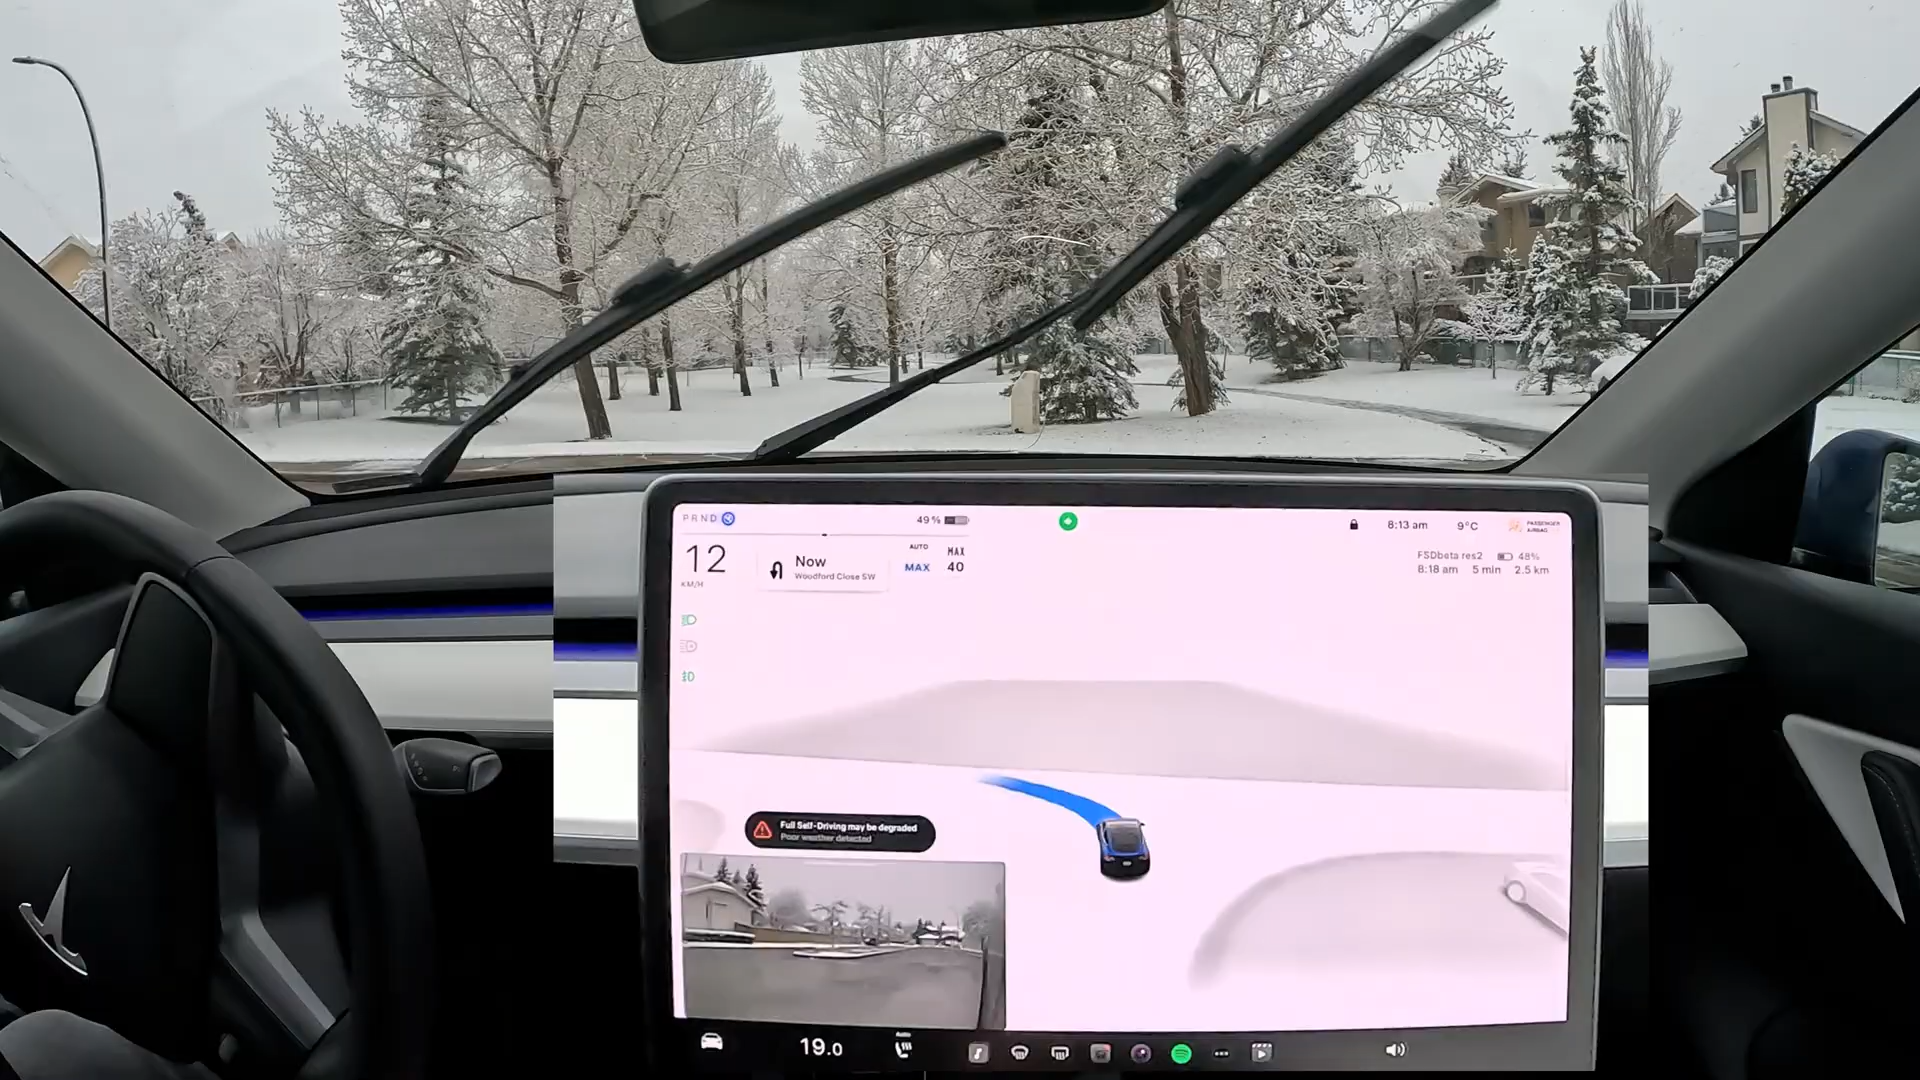 P R N D
49 %
8:13 am
9°C
PASSENGER
AIRBAG
12
KM/H
Now
Woodford Close SW
AUTO
MAX
MAX
40
FSDbeta res2
48%
8:18 am
5 min
2.5 km
Full Self-Driving may be degraded
Poor weather detected
19.0
Auto